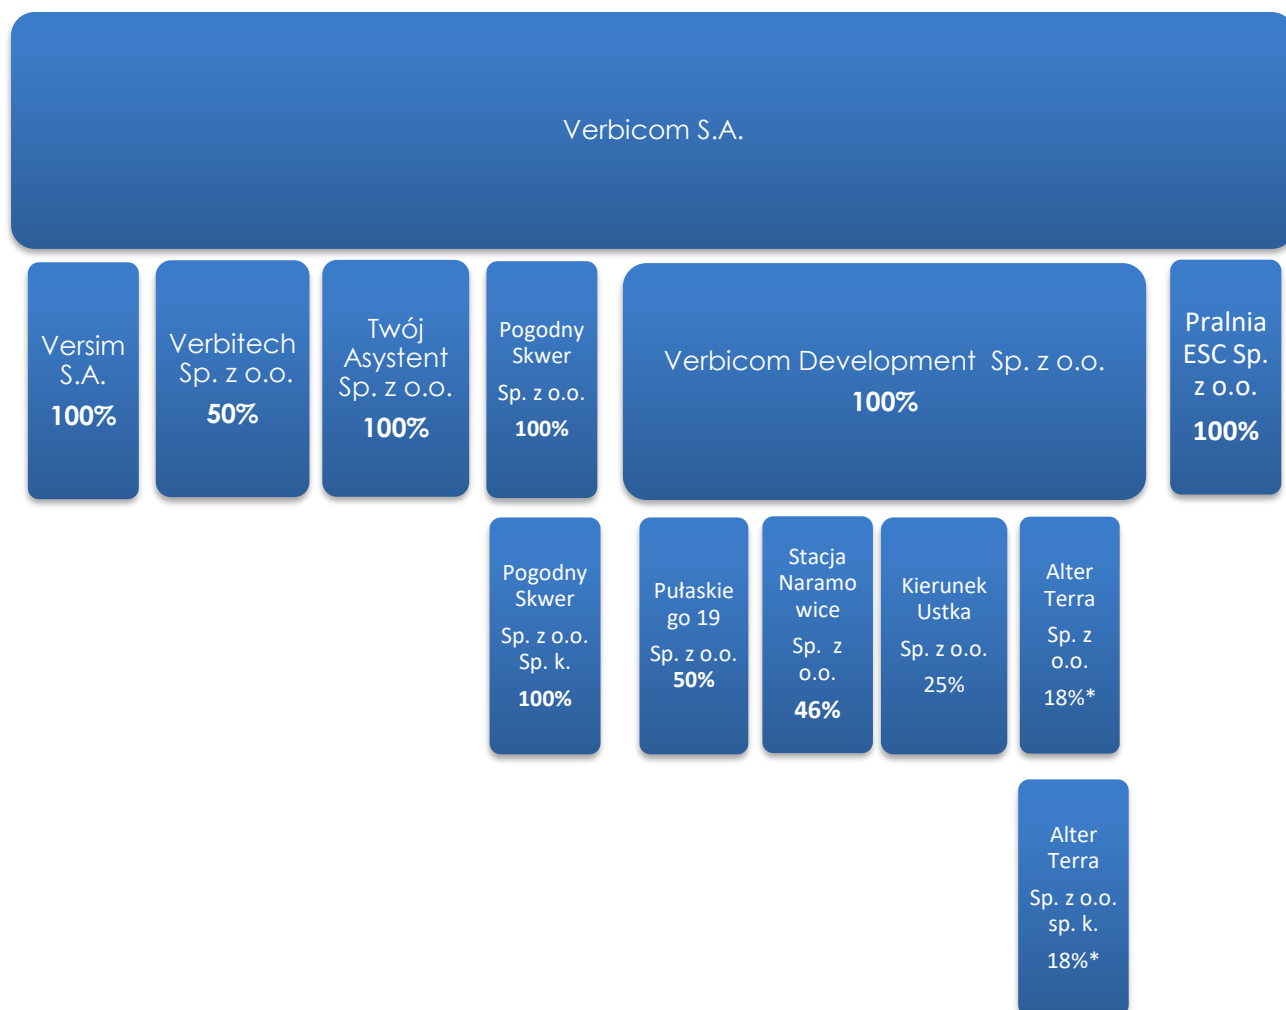 Verbicom S.A.
Versim
S.A.
100%
Verbitech
Sp. z o.o.
50%
Twój
Asystent
Sp. z o.o.
100%
Pogodny
Skwer
Sp. z o.o.
100%
Verbicom Development Sp. z o.o.
100%
Pralnia
ESC Sp.
z o.o.
100%
Pogodny
Skwer
Sp. z o.o.
Sp. k.
100%
Pułaskie
go 19
Sp. z o.o.
50%
Stacja
Naramo
wice
Sp. z
o.o.
46%
Kierunek
Ustka
Sp. z o.o.
25%
Alter
Terra
Sp. z
o.o.
18%*
Alter
Terra
Sp. z o.o.
sp. k.
18%*